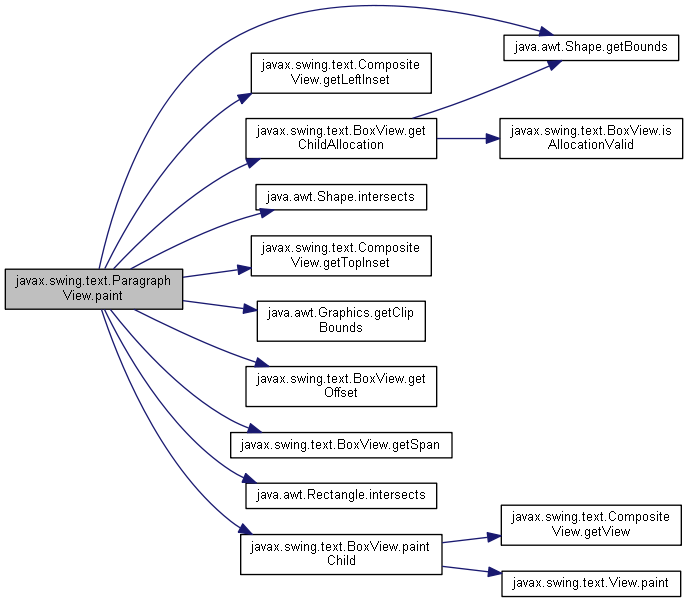 java.awt.Shape.getBounds
javax.swing.text.Composite
View.getLeftInset
javax.swing.text.BoxView.get
ChildAllocation
javax.swing.text.BoxView.is
AllocationValid
java.awt.Shape.intersects
javax.swing.text.Composite
View.getTopInset
javax.swing.text.Paragraph
View.paint
java.awt.Graphics.getClip
Bounds
javax.swing.text.BoxView.get
Offset
javax.swing.text.BoxView.getSpan
java.awt.Rectangle.intersects
javax.swing.text.BoxView.paint
Child
javax.swing.text.Composite
View.getView
javax.swing.text.View.paint